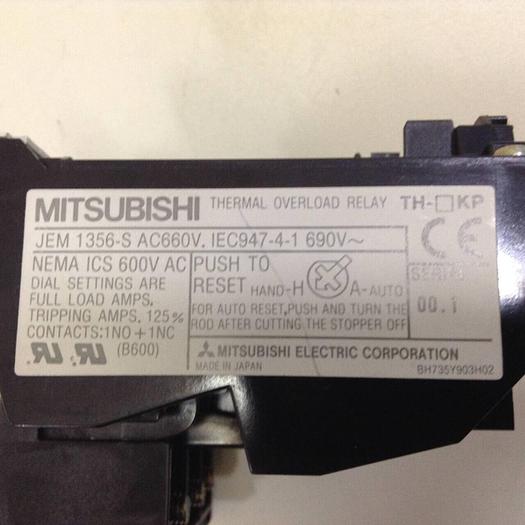 MITSUBISHI THERMAL OVERLOAD RELAY TH-□KP
JEM 1356-S AC660V. IEC947-4-1 690V~
CE
NEMA ICS 600V AC
DIAL SETTINGS ARE
FULL LOAD AMPS.
TRIPPING AMPS. 125%
CONTACTS:1NO+1NC
(B600)
PUSH TO
RESET HAND-H A-AUTO
FOR AUTO RESET,PUSH AND TURN THE
ROD AFTER CUTTING THE STOPPER OFF
SERIAL
00.1
MITSUBISHI ELECTRIC CORPORATION
MADE IN JAPAN BH735Y903H02